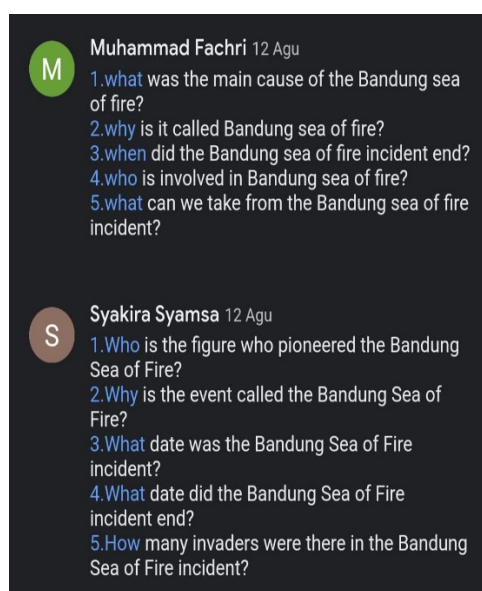 M
Muhammad Fachri 12 Agu
1.what was the main cause of the Bandung sea
of fire?
2.why is it called Bandung sea of fire?
3.when did the Bandung sea of fire incident end?
4.who is involved in Bandung sea of fire?
5.what can we take from the Bandung sea of fire
incident?
S
Syakira Syamsa 12 Agu
1.Who is the figure who pioneered the Bandung
Sea of Fire?
2.Why is the event called the Bandung Sea of
Fire?
3.What date was the Bandung Sea of Fire
incident?
4.What date did the Bandung Sea of Fire
incident end?
5.How many invaders were there in the Bandung
Sea of Fire incident?